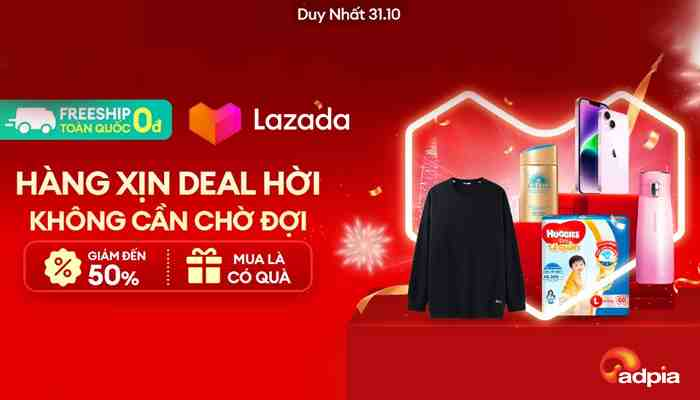 Duy Nhất 31.10
FREESHIP
TOÀN QUỐC 0đ
Lazada
HÀNG XỊN DEAL HỜI
KHÔNG CẦN CHỜ ĐỢI
GIẢM ĐẾN
50%
MUA LÀ
CÓ QUÀ
HUGGIES
L
60
adpia